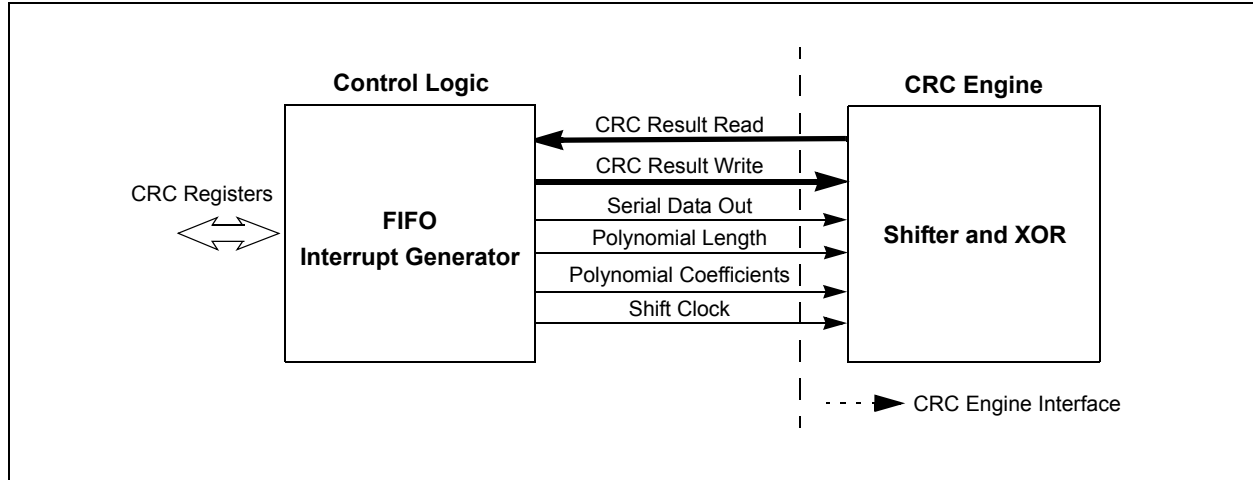 Control Logic
CRC Engine
CRC Result Read
CRC Result Write
CRC Registers
Serial Data Out
FIFO
Interrupt Generator
Polynomial Length
Shifter and XOR
Polynomial Coefficients
Shift Clock
CRC Engine Interface